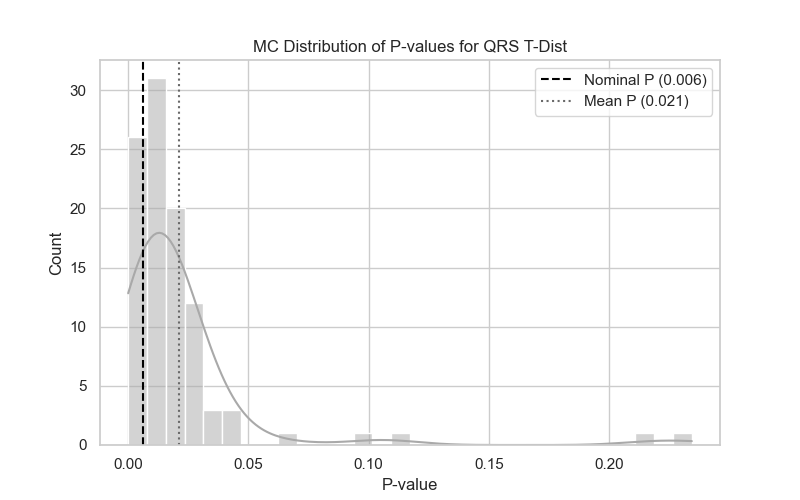 MC Distribution of P-values for QRS T-Dist
Nominal P (0.006)
Mean P (0.021)
30
25
20
15
10
5
0
Count
0.00 0.05 0.10 0.15 0.20
P-value